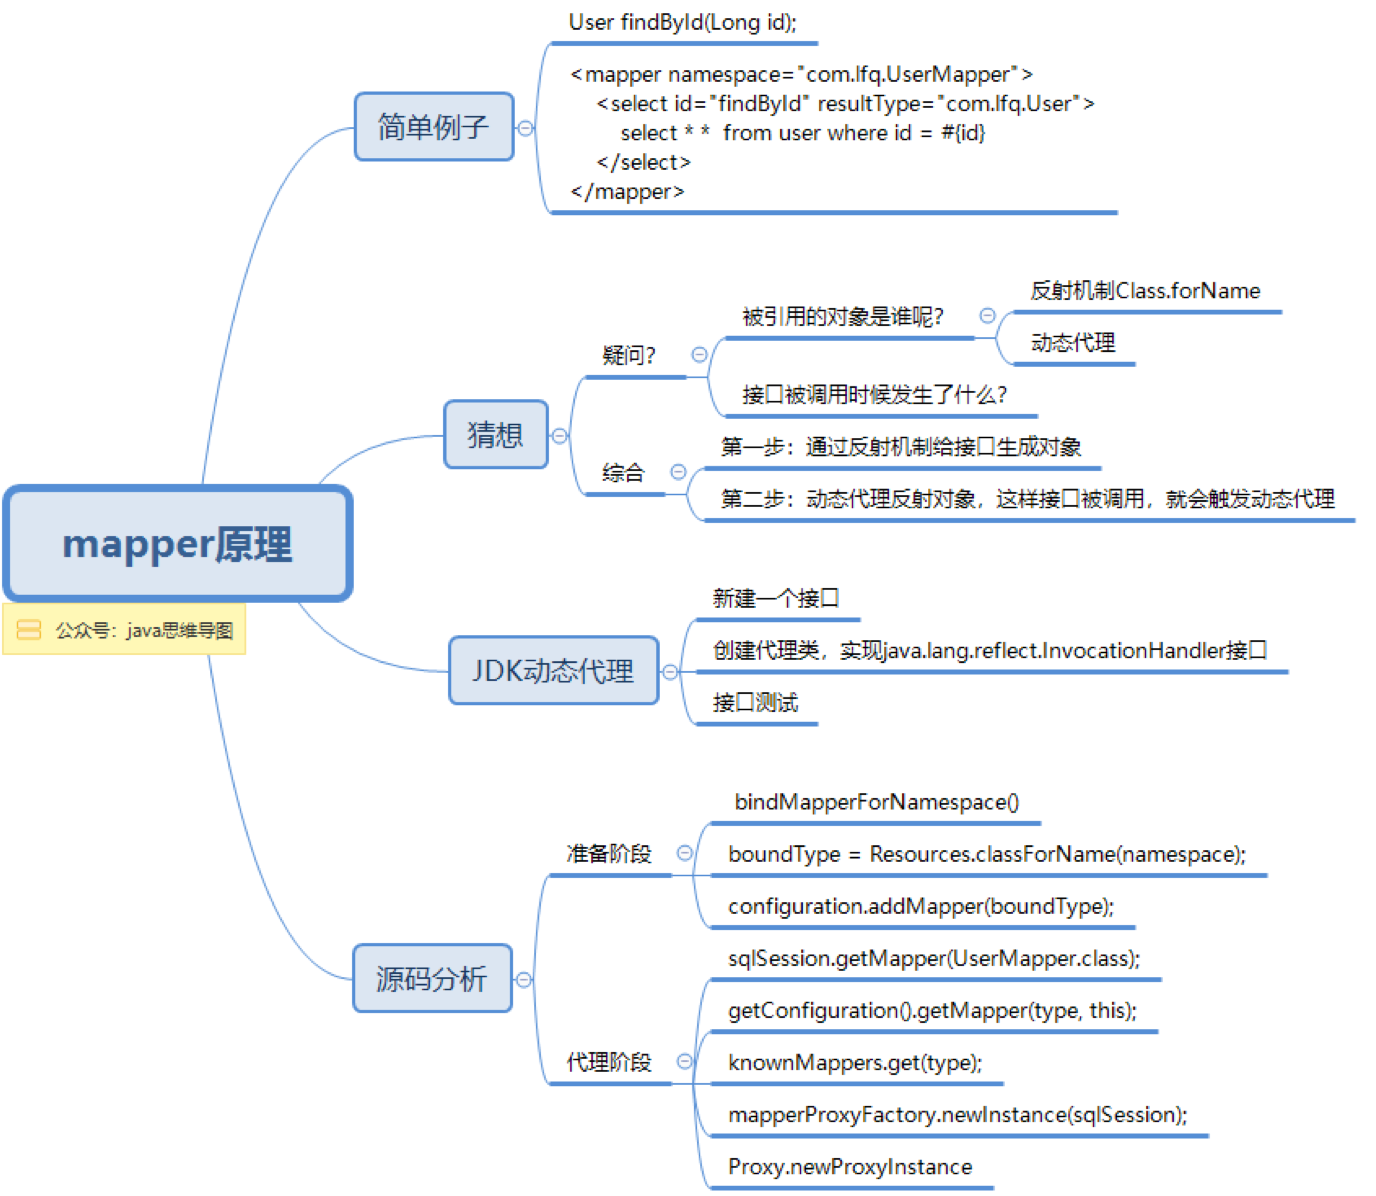 User findById(Long id);
<mapper namespace="com.lfq.UserMapper">
<select id="findById" resultType="com.lfq.User">
select * *  from user where id = #{id}
</select>
</mapper>
简单例子
反射机制Class.forName
被引用的对象是谁呢？
动态代理
疑问？
接口被调用时候发生了什么？
猜想
第一步：通过反射机制给接口生成对象
综合
第二步：动态代理反射对象，这样接口被调用，就会触发动态代理
mapper原理
公众号：java思维导图
新建一个接口
创建代理类，实现java.lang.reflect.InvocationHandler接口
JDK动态代理
接口测试
bindMapperForNamespace()
准备阶段
boundType = Resources.classForName(namespace);
configuration.addMapper(boundType);
源码分析
sqlSession.getMapper(UserMapper.class);
getConfiguration().getMapper(type, this);
代理阶段
knownMappers.get(type);
mapperProxyFactory.newInstance(sqlSession);
Proxy.newProxyInstance